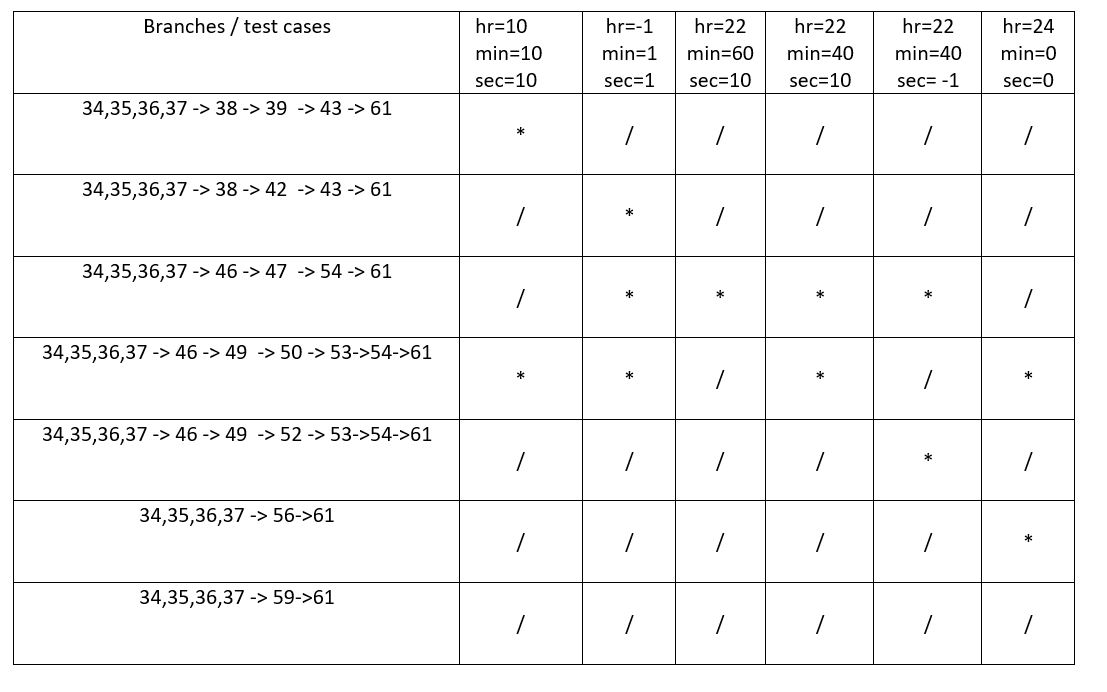 Branches / test cases
hr=10
min=10
sec=10
hr=-1
min=1
sec=1
hr=22
min=60
sec=10
hr=22
min=40
sec=10
hr=22
min=40
sec= -1
hr=24
min=0
sec=0
34,35,36,37 -> 38 -> 39  -> 43 -> 61
* / / / / /
34,35,36,37 -> 38 -> 42  -> 43 -> 61
/ * / / / /
34,35,36,37 -> 46 -> 47  -> 54 -> 61
/ * * * * /
34,35,36,37 -> 46 -> 49  -> 50 -> 53->54->61
* * / * / *
34,35,36,37 -> 46 -> 49  -> 52 -> 53->54->61
/ / / / * /
34,35,36,37 -> 56->61
/ / / / / *
34,35,36,37 -> 59->61
/ / / / / /